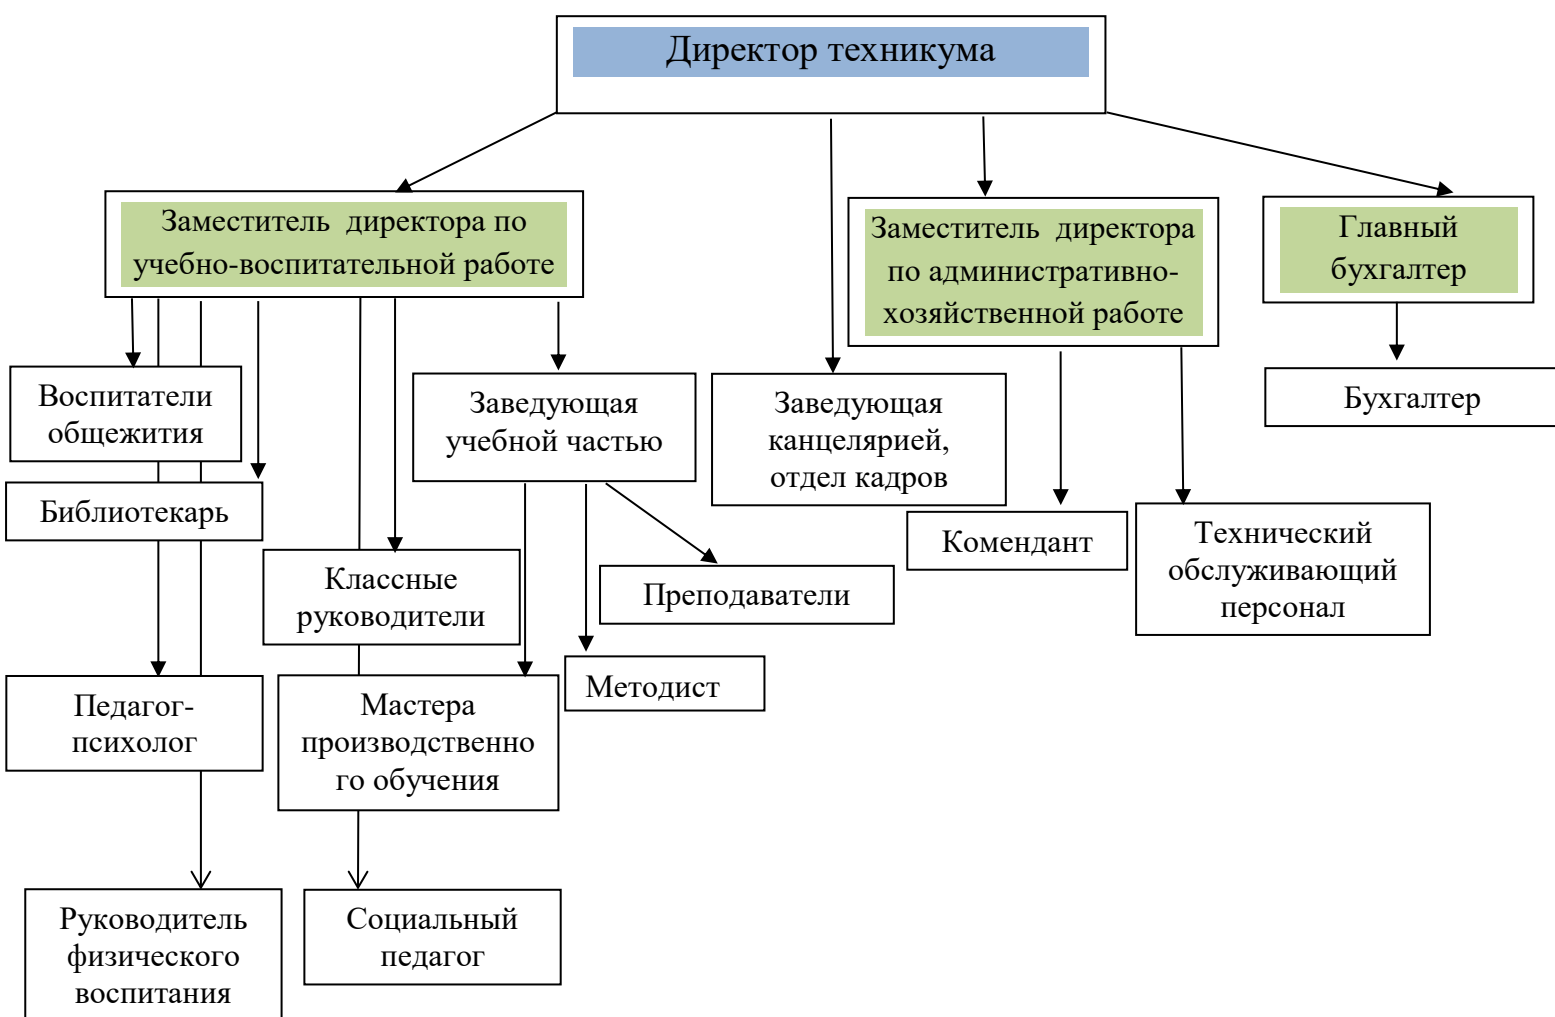 Директор техникума
Заместитель директора по
учебно-воспитательной работе
Заместитель директора
по административно-
хозяйственной работе
Главный
бухгалтер
Воспитатели
общежития
Заведующая
учебной частью
Заведующая
канцелярией,
отдел кадров
Бухгалтер
Библиотекарь
Комендант
Технический
обслуживающий
персонал
Классные
руководители
Преподаватели
Методист
Педагог-
психолог
Мастера
производственно
го обучения
Руководитель
физического
воспитания
Социальный
педагог